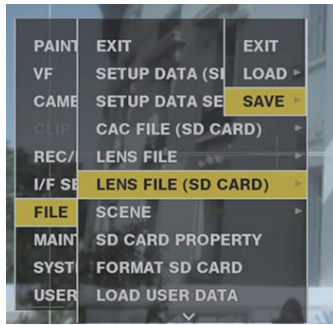 PAINT EXIT EXIT
VF SETUP DATA (SI LOAD
CAME SETUP DATA SE SAVE
CLIP CAC FILE (SD CARD)
REC/ LENS FILE
I/F SE LENS FILE (SD CARD)
FILE SCENE
MAIN SD CARD PROPERTY
SYST FORMAT SD CARD
USER LOAD USER DATA